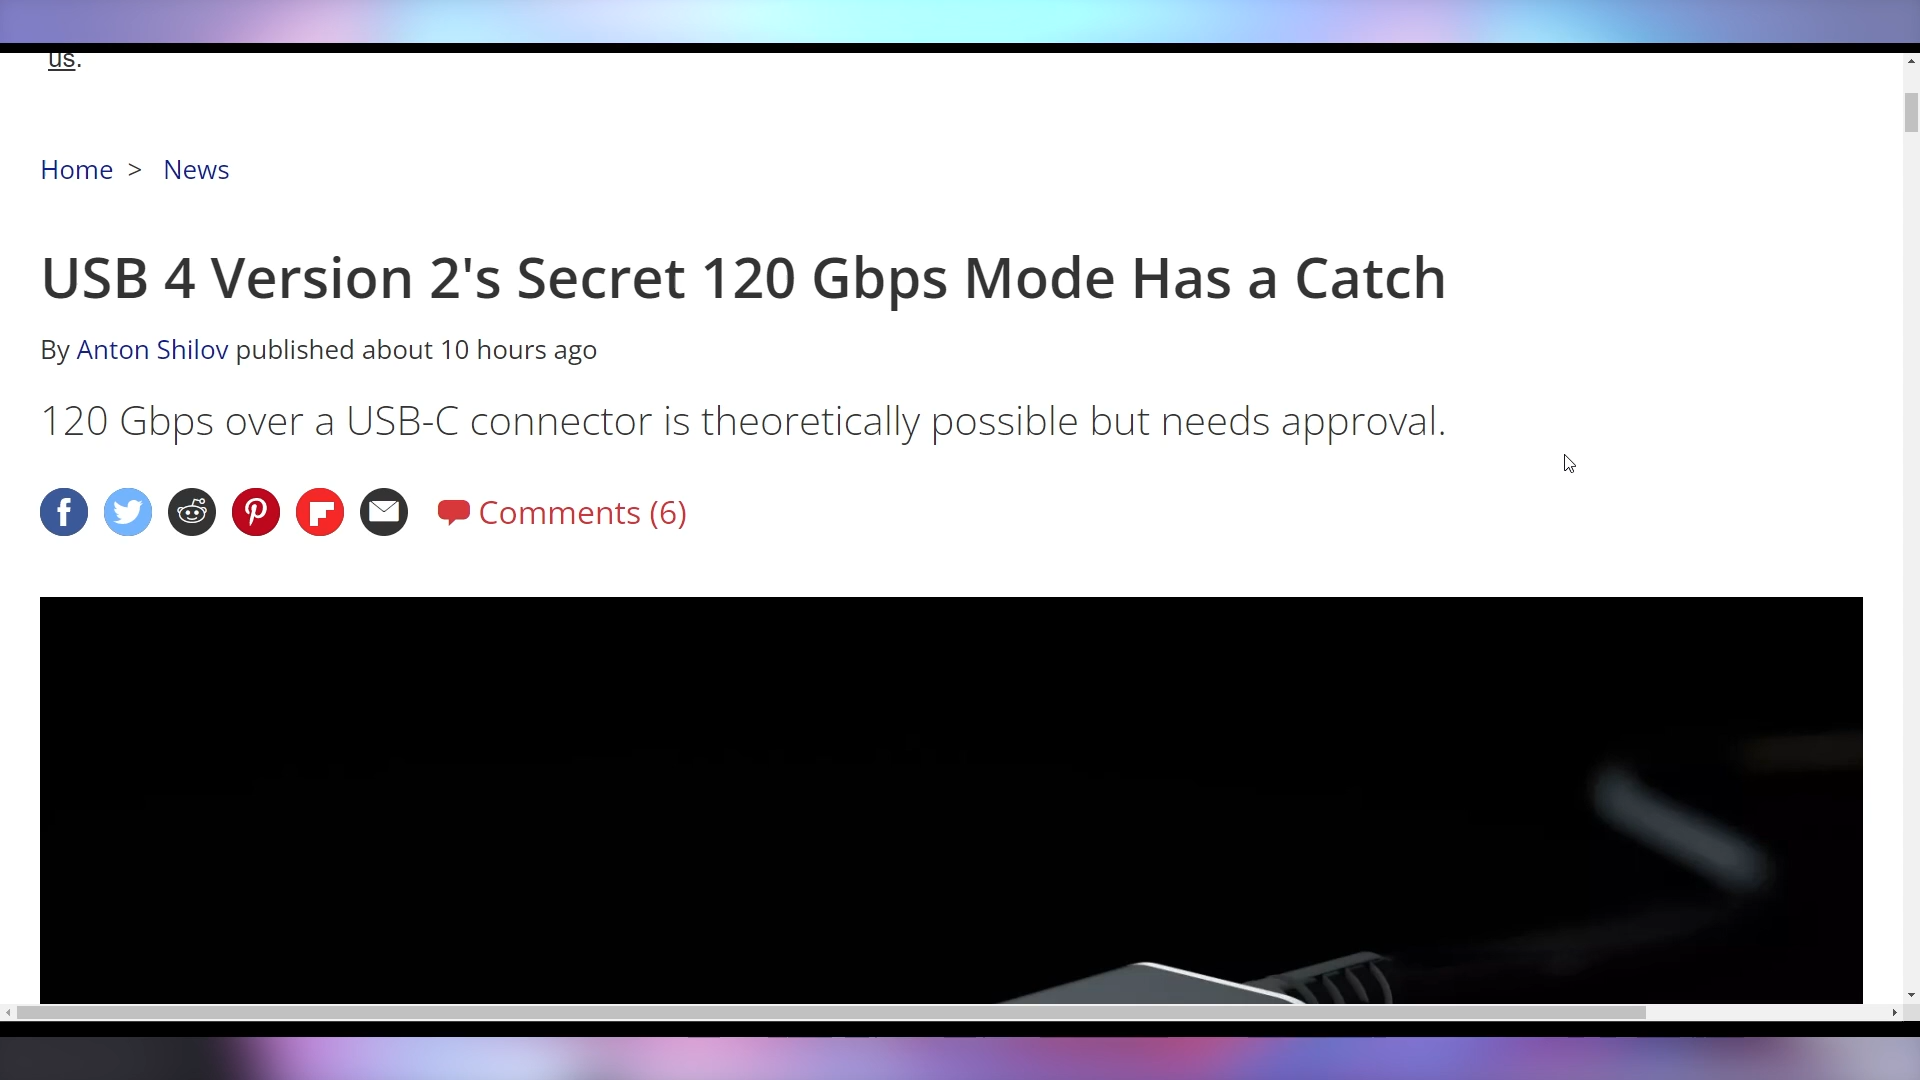 us.
Home > News
USB 4 Version 2's Secret 120 Gbps Mode Has a Catch
By Anton Shilov published about 10 hours ago
120 Gbps over a USB-C connector is theoretically possible but needs approval.
Comments (6)